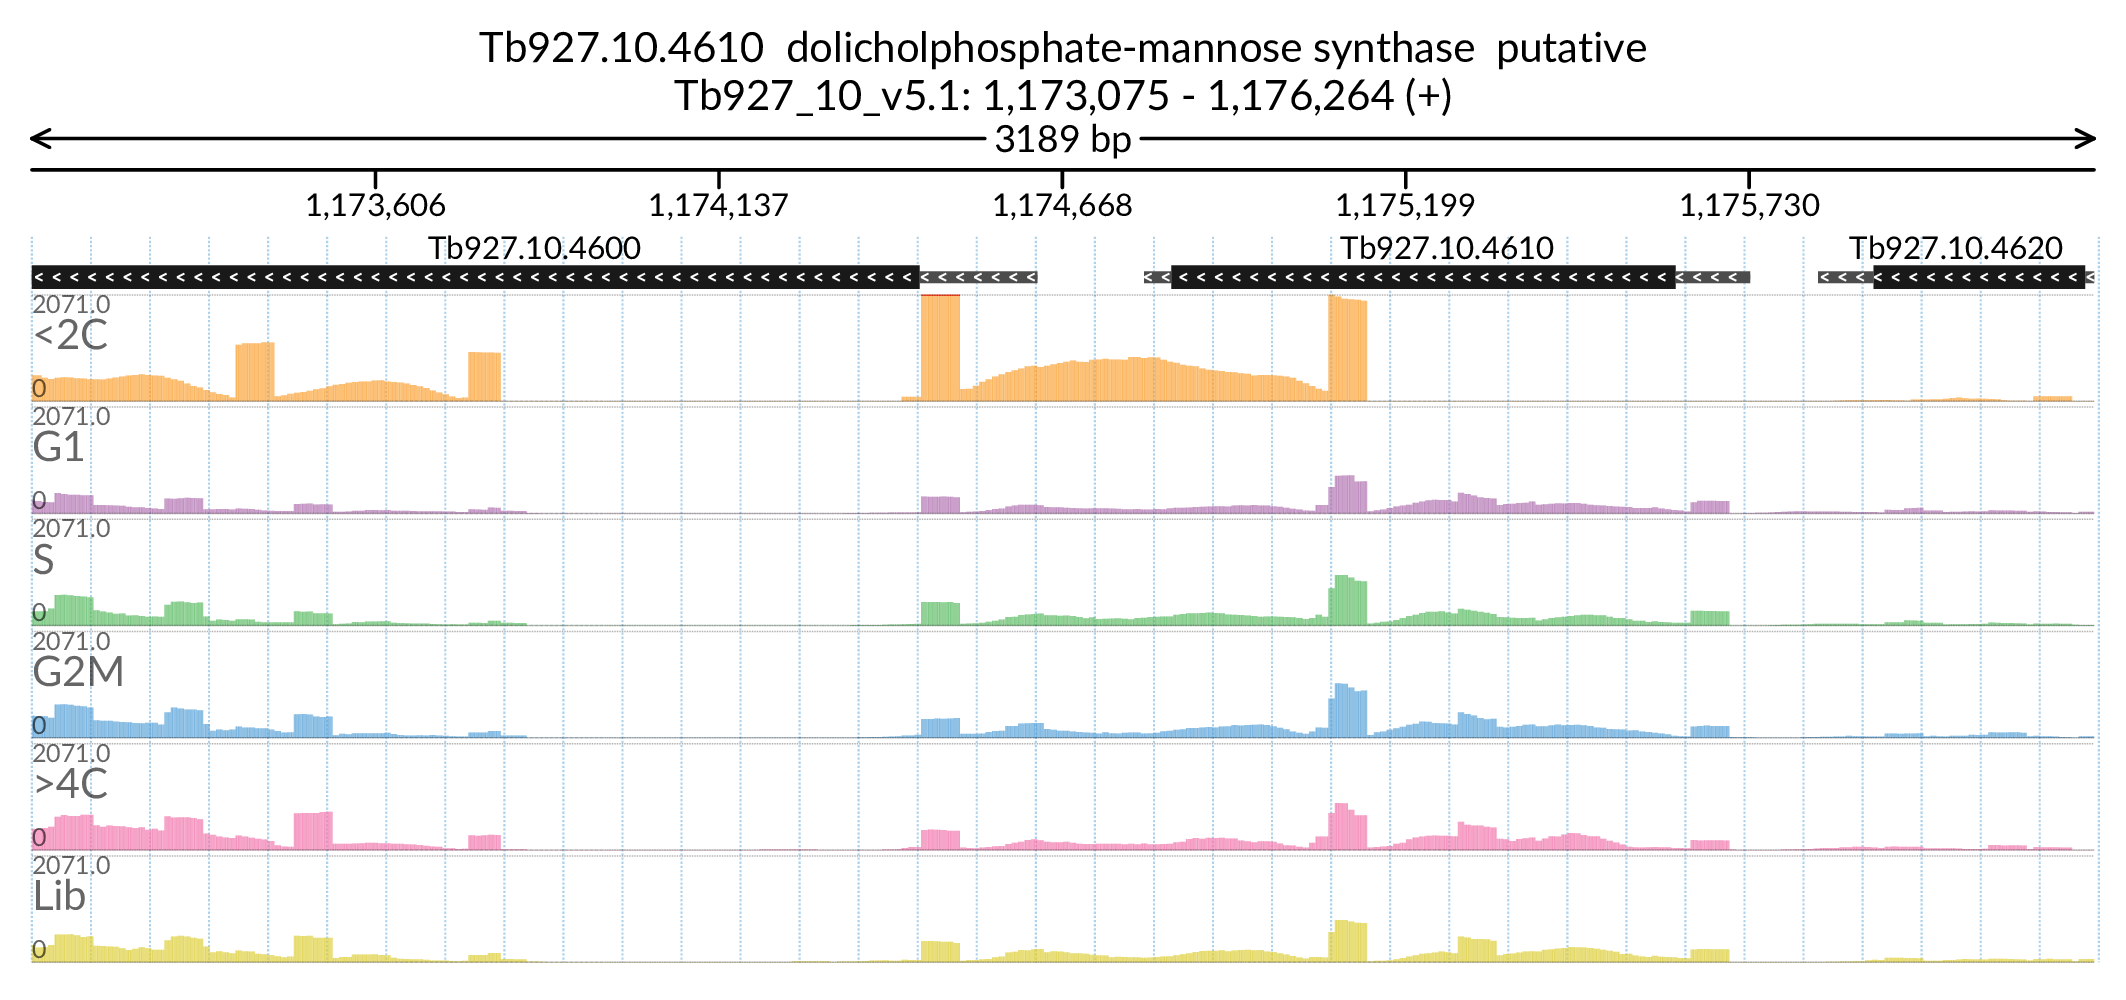 Tb927.10.4610 dolicholphosphate-mannose synthase putative
Tb927_10_v5.1: 1,173,075 - 1,176,264 (+)
3189 bp
1,173,606 1,174,137 1,174,668 1,175,199 1,175,730
Tb927.10.4600 Tb927.10.4610 Tb927.10.4620
2071.0
<2C
0
2071.0
G1
0
2071.0
S
0
2071.0
G2M
0
2071.0
>4C
0
2071.0
Lib
0